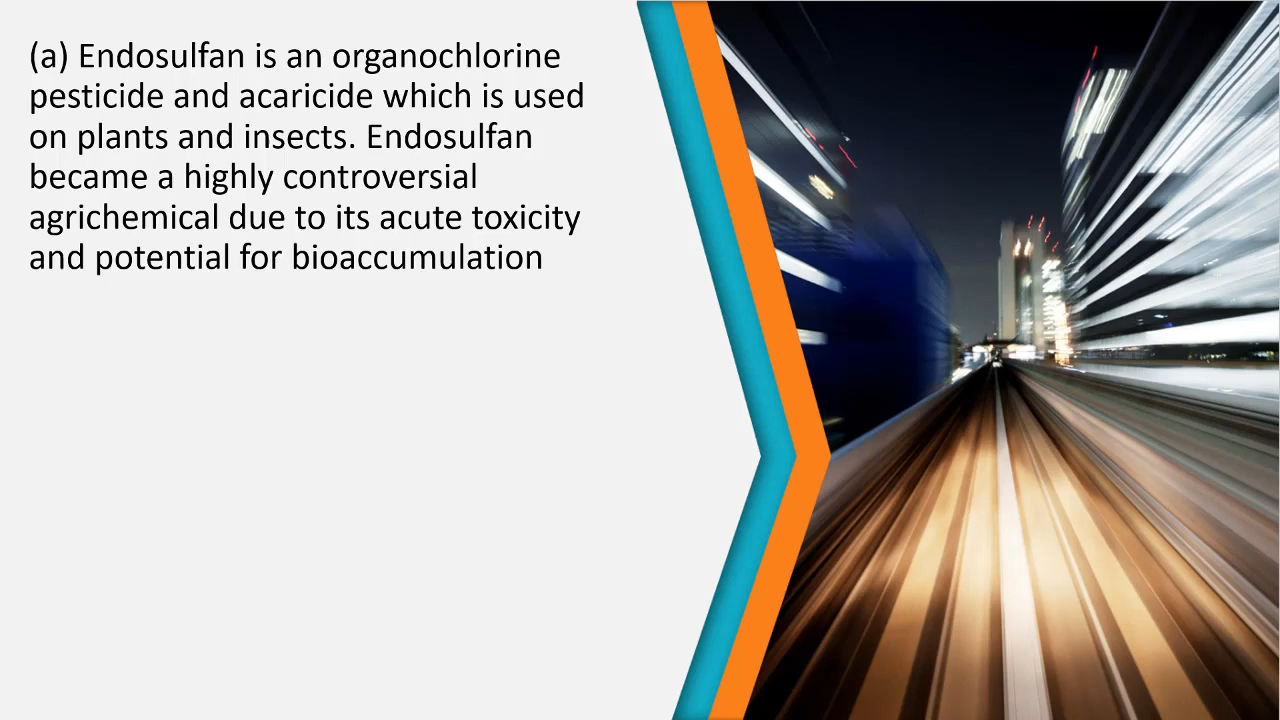 (a) Endosulfan is an organochlorine
pesticide and acaricide which is used
on plants and insects. Endosulfan
became a highly controversial
agrichemical due to its acute toxicity
and potential for bioaccumulation